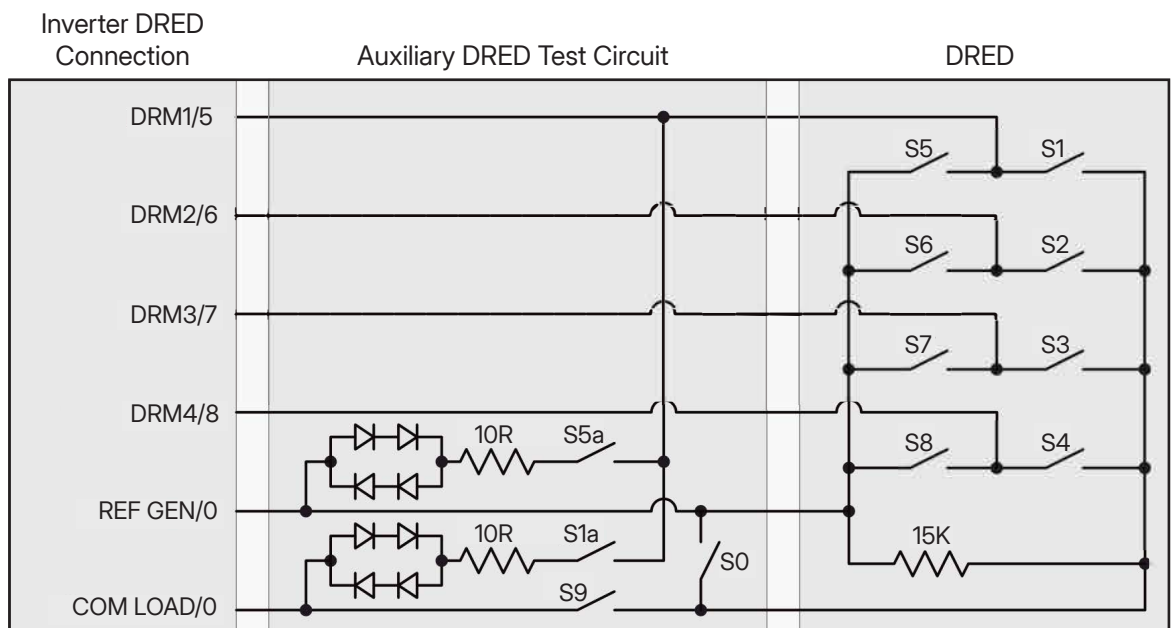 Inverter DRED
Connection
Auxiliary DRED Test Circuit
DRED
DRM1/5
S5
S1
DRM2/6
S6
S2
DRM3/7
S7
S3
DRM4/8
10R
S5a
S8
S4
REF GEN/0
10R
S1a
S0
15K
S9
COM LOAD/0